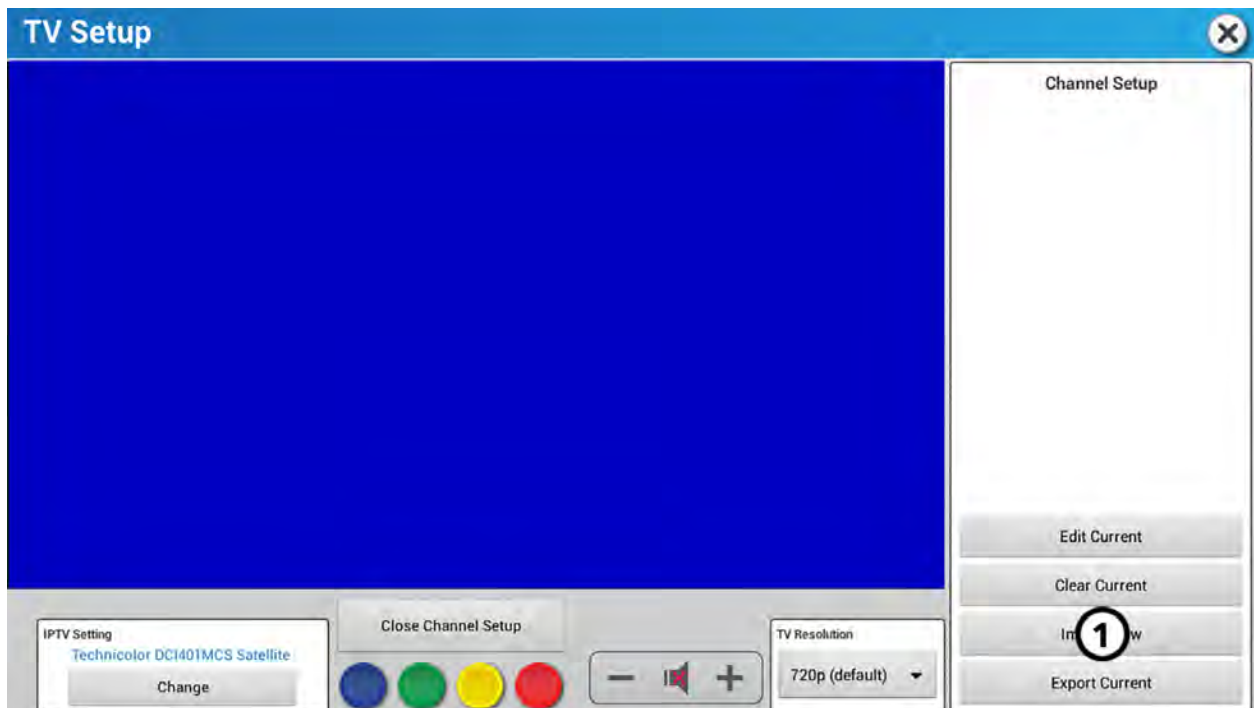 TV Setup
Channel Setup
Edit Current
Clear Current
1
Export Current
Close Channel Setup
IPTV Setting
Technicolor DCI401MCS Satellite
Change
TV Resolution
720p (default)